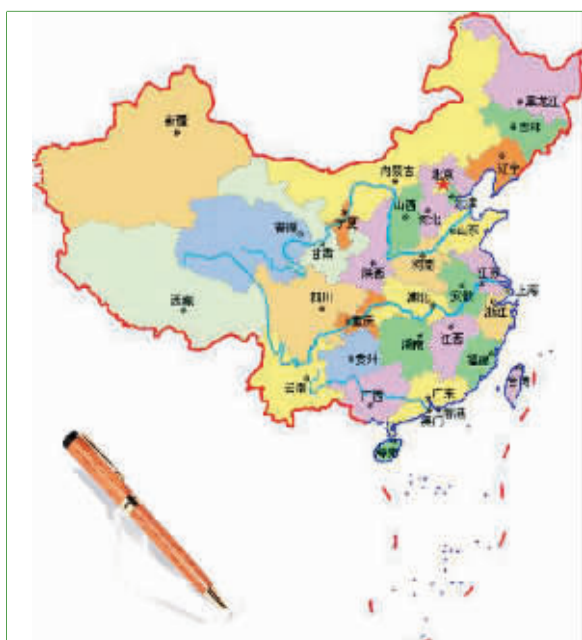 黑龙江
吉林
新疆
辽宁
内蒙古
北京
天津
山西
河北
宁夏
山东
青海
甘肃
陕西
河南
江苏
西藏
四川
湖北
安徽
上海
重庆
浙江
湖南
江西
贵州
福建
云南
广西
广东
台湾
香港
澳门
海南